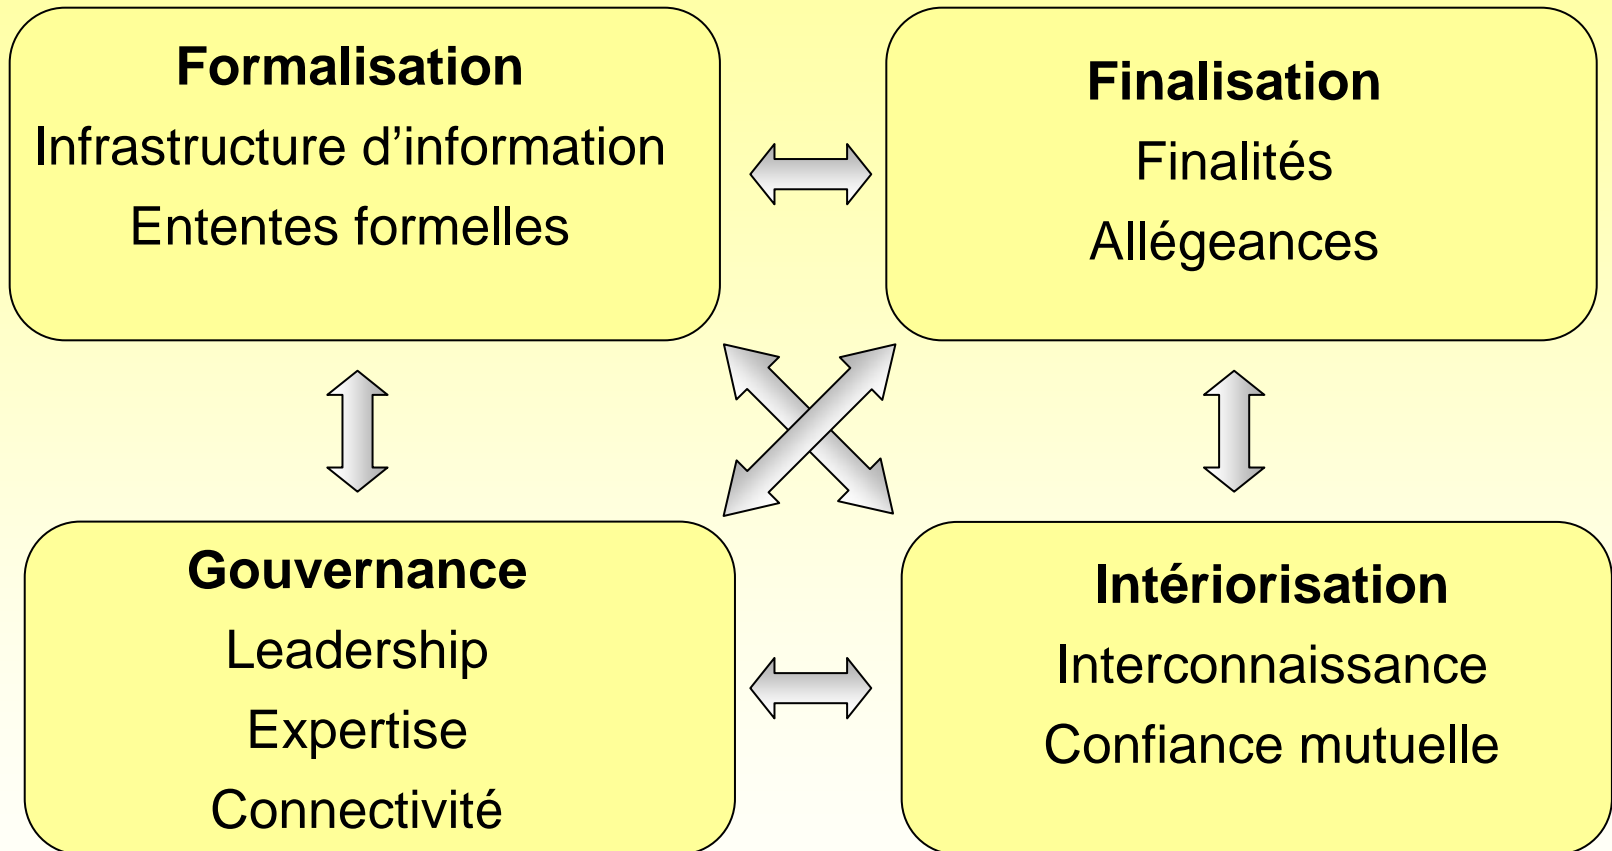 Formalisation
Infrastructure d’information
Ententes formelles
Finalisation
Finalités
Allégeances
Gouvernance
Leadership
Expertise
Connectivité
Intériorisation
Interconnaissance
Confiance mutuelle